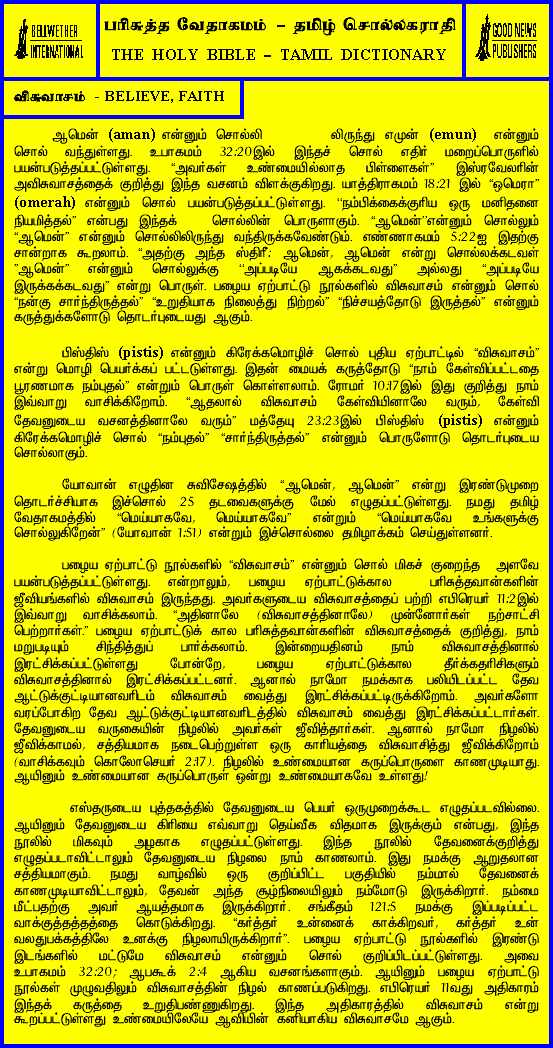 BELLWETHER
INTERNATIONAL
பரிசுத்த வேதாகமம் – தமிழ் சொல்லகராதி
THE HOLY BIBLE – TAMIL DICTIONARY
GOOD NEWS
PUBLISHERS
விசுவாசம் - BELIEVE, FAITH
ஆமென் (aman) என்னும் சொல்லி லிருந்து எமுன் (emun) என்னும்
சொல் வந்துள்ளது. உபாகமம் 32:20இல் இந்தச் சொல் எதிர் மறைப்பொருளில்
பயன்படுத்தப்பட்டுள்ளது. “அவர்கள் உண்மையில்லாத பிள்ளைகள்” இஸ்ரவேலரின்
அவிசுவாசத்தைக் குறித்து இந்த வசனம் விளக்குகிறது. யாத்திராகமம் 18:21 இல் “ஒமெரா”
(omerah) என்னும் சொல் பயன்படுத்தப்பட்டுள்ளது. “நம்பிக்கைக்குரிய ஒரு மனிதனை
நியமித்தல்” என்பது இந்தக் சொல்லின் பொருளாகும். “ஆமென்”என்னும் சொல்லும்
“ஆமென்” என்னும் சொல்லிலிருந்து வந்திருக்கவேண்டும். எண்ணாகமம் 5:22ஐ இதற்கு
சான்றாக கூறலாம். “அதற்கு அந்த ஸ்திரீ: ஆமென், ஆமென் என்று சொல்லக்கடவள்
”ஆமென்” என்னும் சொல்லுக்கு “அப்படியே ஆகக்கடவது” அல்லது “அப்படியே
இருக்கக்கடவது” என்று பொருள். பழைய ஏற்பாட்டு நூல்களில் விசுவாசம் என்னும் சொல்
“நன்கு சார்ந்திருத்தல்” “உறுதியாக நிலைத்து நிற்றல்” “நிச்சயத்தோடு இருத்தல்” என்னும்
கருத்துக்களோடு தொடர்புடையது ஆகும்.
பிஸ்திஸ் (pistis) என்னும் கிரேக்கமொழிச் சொல் புதிய ஏற்பாட்டில் “விசுவாசம்”
என்று மொழி பெயர்க்கப் பட்டுள்ளது. இதன் மையக் கருத்தோடு “நாம் கேள்விப்பட்டதை
பூரணமாக நம்புதல்” என்றும் பொருள் கொள்ளலாம். ரோமர் 10:17இல் இது குறித்து நாம்
இவ்வாறு வாசிக்கிறோம். “ஆதலால் விசுவாசம் கேள்வியினாலே வரும், கேள்வி
தேவனுடைய வசனத்தினாலே வரும்” மத்தேயு 23:23இல் பிஸ்திஸ் (pistis) என்னும்
கிரேக்கமொழிச் சொல் “நம்புதல்” “சார்ந்திருத்தல்” என்னும் பொருளோடு தொடர்புடைய
சொல்லாகும்.
யோவான் எழுதின சுவிசேஷத்தில் “ஆமென், ஆமென்” என்று இரண்டுமுறை
தொடர்ச்சியாக இச்சொல் 25 தடவைகளுக்கு மேல் எழுதப்பட்டுள்ளது. நமது தமிழ்
வேதாகமத்தில் “மெய்யாகவே, மெய்யாகவே” என்றும் “மெய்யாகவே உங்களுக்கு
சொல்லுகிறேன்” (யோவான் 1:51) என்றும் இச்சொல்லை தமிழாக்கம் செய்துள்ளனர்.
பழைய ஏற்பாட்டு நூல்களில் “விசுவாசம்” என்னும் சொல் மிகச் குறைந்த அளவே
பயன்படுத்தப்பட்டுள்ளது. என்றாலும், பழைய ஏற்பாட்டுக்கால பரிசுத்தவான்களின்
ஜீவியங்களில் விசுவாசம் இருந்தது. அவர்களுடைய விசுவாசத்தைப் பற்றி எபிரெயர் 11:2இல்
இவ்வாறு வாசிக்கலாம். “அதினாலே (விசுவாசத்தினாலே) முன்னோர்கள் நற்சாட்சி
பெற்றார்கள்.” பழைய ஏற்பாட்டுக் கால பரிசுத்தவான்களின் விசுவாசத்தைக் குறித்து, நாம்
மறுபடியும் சிந்தித்துப் பார்க்கலாம். இன்றையதினம் நாம் விசுவாசத்தினால்
இரட்சிக்கப்பட்டுள்ளது போன்றே, பழைய ஏற்பாட்டுக்கால தீர்க்கதரிசிகளும்
விசுவாசத்தினால் இரட்சிக்கப்பட்டனர். ஆனால் நாமோ நமக்காக பலியிடப்பட்ட தேவ
ஆட்டுக்குட்டியானவரிடம் விசுவாசம் வைத்து இரட்சிக்கப்பட்டிருக்கிறோம். அவர்களோ
வரப்போகிற தேவ ஆட்டுக்குட்டியானவரிடத்தில் விசுவாசம் வைத்து இரட்சிக்கப்பட்டார்கள்.
தேவனுடைய வருகையின் நிழலில் அவர்கள் ஜீவித்தார்கள். ஆனால் நாமோ நிழலில்
ஜீவிக்காமல், சத்தியமாக நடைபெற்றுள்ள ஒரு காரியத்தை விசுவாசித்து ஜீவிக்கிறோம்
(வாசிக்கவும் கொலோசெயர் 2:17). நிழலில் உண்மையான கருப்பொருளை காணமுடியாது.
ஆயினும் உண்மையான கருப்பொருள் ஒன்று உண்மையாகவே உள்ளது!
எஸ்தருடைய புத்தகத்தில் தேவனுடைய பெயர் ஒருமுறைக்கூட எழுதப்படவில்லை.
ஆயினும் தேவனுடைய கிரியை எவ்வாறு தெய்வீக விதமாக இருக்கும் என்பது, இந்த
நூலில் மிகவும் அழகாக எழுதப்பட்டுள்ளது. இந்த நூலில் தேவனைக்குறித்து
எழுதப்படாவிட்டாலும் தேவனுடைய நிழலை நாம் காணலாம். இது நமக்கு ஆறுதலான
சத்தியமாகும். நமது வாழ்வில் ஒரு குறிப்பிட்ட பகுதியில் நம்மால் தேவனைக்
காணமுடியாவிட்டாலும், தேவன் அந்த சூழ்நிலையிலும் நம்மோடு இருக்கிறார். நம்மை
மீட்பதற்கு அவர் ஆயத்தமாக இருக்கிறார். சங்கீதம் 121:5 நமக்கு இப்படிப்பட்ட
வாக்குத்தத்தத்தை கொடுக்கிறது. “கர்த்தர் உன்னைக் காக்கிறவர், கர்த்தர் உன்
வலதுபக்கத்திலே உனக்கு நிழலாயிருக்கிறார்”. பழைய ஏற்பாட்டு நூல்களில் இரண்டு
இடங்களில் மட்டுமே விசுவாசம் என்னும் சொல் குறிப்பிடப்பட்டுள்ளது. அவை
உபாகமம் 32:20; ஆபகூக் 2:4 ஆகிய வசனங்களாகும். ஆயினும் பழைய ஏற்பாட்டு
நூல்கள் முழுவதிலும் விசுவாசத்தின் நிழல் காணப்படுகிறது. எபிரெயர் 11வது அதிகாரம்
இந்தக் கருத்தை உறுதிபண்ணுகிறது. இந்த அதிகாரத்தில் விசுவாசம் என்று
கூறப்பட்டுள்ளது உண்மையிலேயே ஆவியின் கனியாகிய விசுவாசமே ஆகும்.